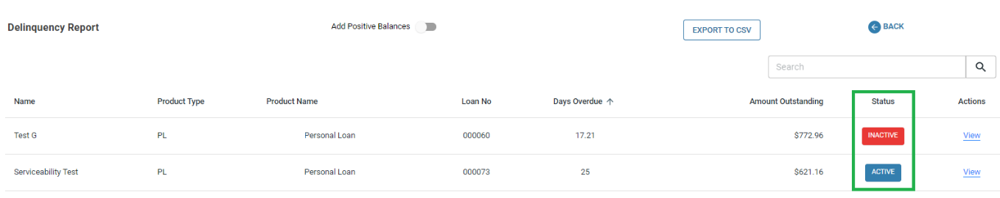 Delinquency Report Add Positive Balances EXPORT TO CSV BACK
Search
Name Product Type Product Name Loan No Days Overdue Amount Outstanding Status Actions
Test G PL Personal Loan 000060 17.21 $772.96 INACTIVE View
Serviceability Test PL Personal Loan 000073 25 $621.16 ACTIVE View